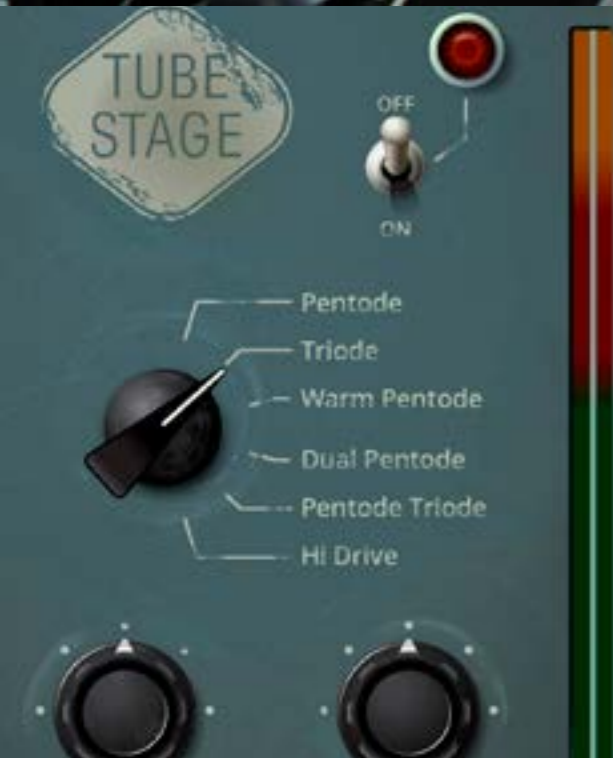 TUBE
STAGE
OFF
ON
Pentode
Triode
Warm Pentode
Dual Pentode
Pentode Triode
Hi Drive